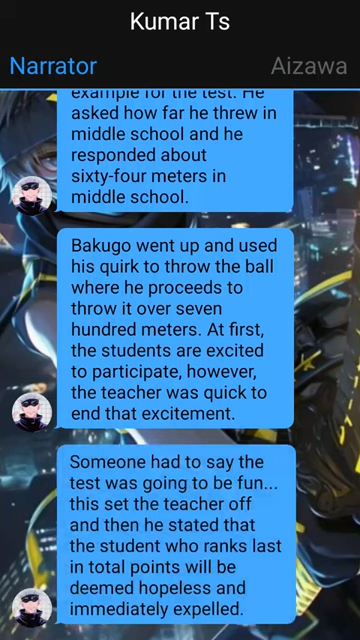 Kumar Ts
Narrator
Aizawa
example for the test. He
asked how far he threw in
middle school and he
responded about
sixty-four meters in
middle school.
Bakugo went up and used
his quirk to throw the ball
where he proceeds to
throw it over seven
hundred meters. At first,
the students are excited
to participate, however,
the teacher was quick to
end that excitement.
Someone had to say the
test was going to be fun...
this set the teacher off
and then he stated that
the student who ranks last
in total points will be
deemed hopeless and
immediately expelled.